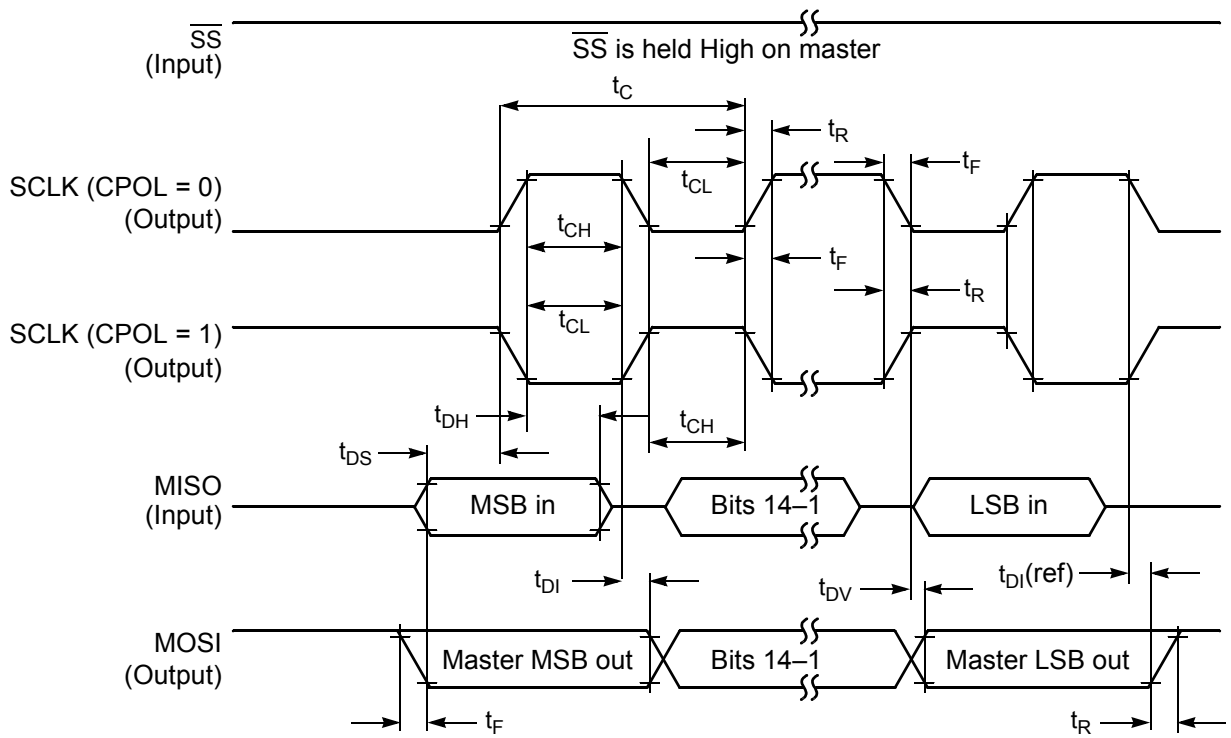 SS
(Input)
SS is held High on master
tC
tR
tF
SCLK (CPOL = 0)
(Output)
tCL
tCH
tF
tR
tCL
SCLK (CPOL = 1)
(Output)
tDH
tCH
tDS
MISO
(Input)
MSB in
Bits 14–1
LSB in
tDI
tDV
tDI(ref)
MOSI
(Output)
Master MSB out
Bits 14–1
Master LSB out
tF
tR